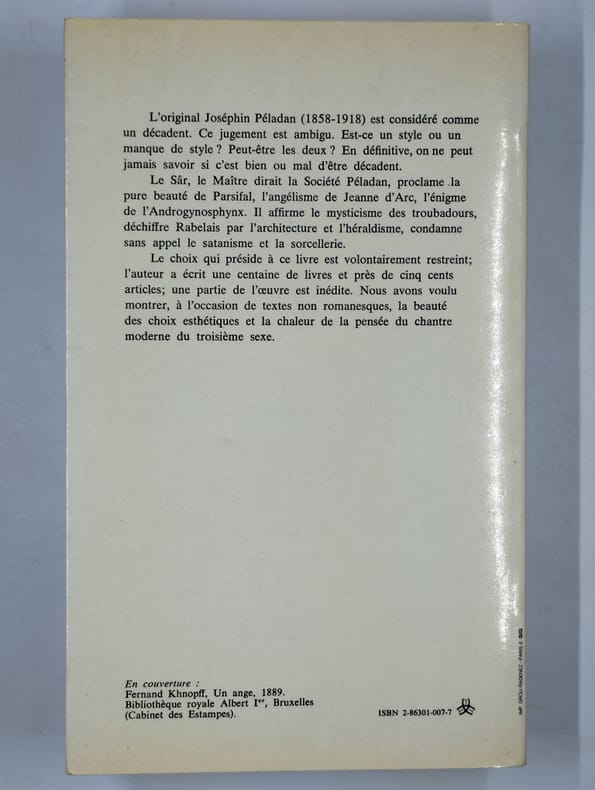 L'original Joséphin Péladan (1858-1918) est considéré comme
un décadent. Ce jugement est ambigu. Est-ce un style ou un
manque de style ? Peut-être les deux ? En définitive, on ne peut
jamais savoir si c'est bien ou mal d'être décadent.
Le Sâr, le Maître dirait la Société Péladan, proclame la
pure beauté de Parsifal, l'angélisme de Jeanne d'Arc, l'énigme
de l'Androgynosphynx. Il affirme le mysticisme des troubadours,
déchiffre Rabelais par l'architecture et l'héraldisme, condamne
sans appel le satanisme et la sorcellerie.
Le choix qui préside à ce livre est volontairement restreint;
l'auteur a écrit une centaine de livres et près de cinq cents
articles; une partie de l'œuvre est inédite. Nous avons voulu
montrer, à l'occasion de textes non romanesques, la beauté
des choix esthétiques et la chaleur de la pensée du chantre
moderne du troisième sexe.
En couverture :
Fernand Khnopff, Un ange, 1889.
Bibliothèque royale Albert Iᵉʳ, Bruxelles
(Cabinet des Estampes).
ISBN 2-86301-007-7
IMP. GROU-RADENEZ - PARIS 6